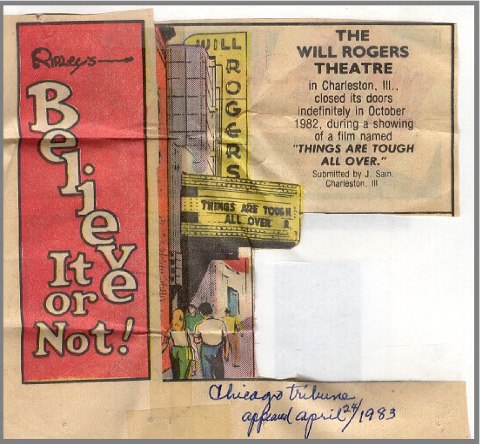 Ripley's
Believe
It
or
Not!
WILL
ROGERS
THINGS ARE TOUGH
ALL OVER R
THE
WILL ROGERS
THEATRE
in Charleston, Ill.,
closed its doors
indefinitely in October
1982, during a showing
of a film named
"THINGS ARE TOUGH
ALL OVER."
Submitted by J. Sain,
Charleston, Ill
Chicago tribune
appeared april 24/1983